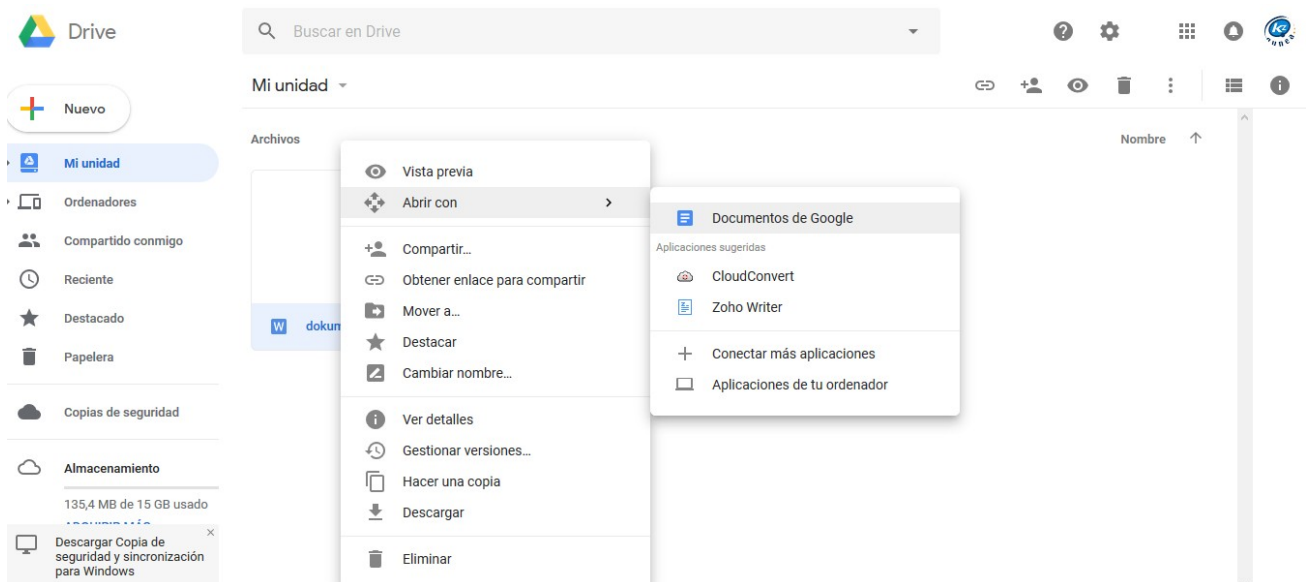 Drive
Buscar en Drive
Mi unidad
Nuevo
Archivos
Nombre
Mi unidad
Ordenadores
Compartido conmigo
Reciente
Destacado
Papelera
Copias de seguridad
Almacenamiento
135,4 MB de 15 GB usado
Descargar Copia de
seguridad y sincronización
para Windows
W
Vista previa
Abrir con
Compartir...
Obtener enlace para compartir
Mover a...
Destacar
Cambiar nombre...
Ver detalles
Gestionar versiones...
Hacer una copia
Descargar
Eliminar
Documentos de Google
Aplicaciones sugeridas
CloudConvert
Zoho Writer
Conectar más aplicaciones
Aplicaciones de tu ordenador